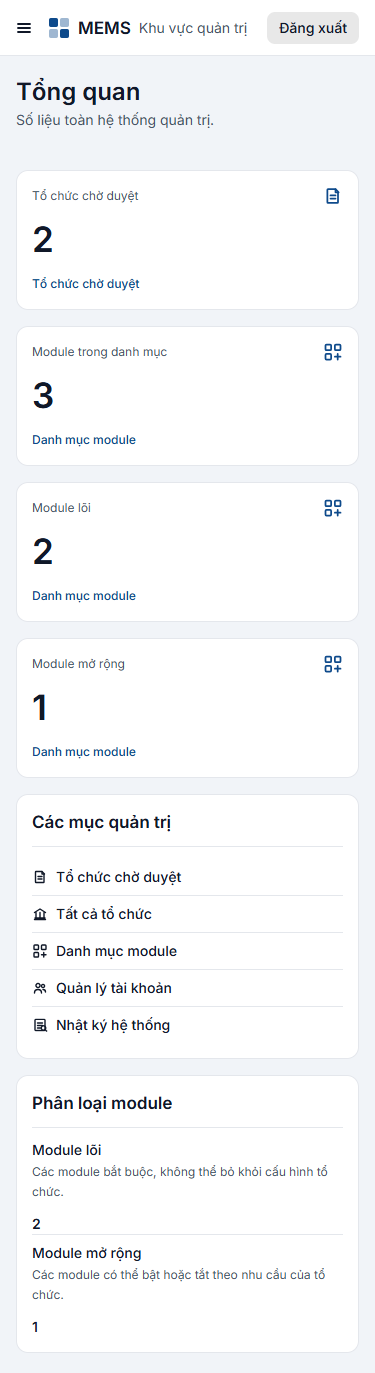 MEMS Khu vực quản trị Đăng xuất
Tổng quan
Số liệu toàn hệ thống quản trị.
Tổ chức chờ duyệt
2
Tổ chức chờ duyệt
Module trong danh mục
3
Danh mục module
Module lõi
2
Danh mục module
Module mở rộng
1
Danh mục module
Các mục quản trị
Tổ chức chờ duyệt
Tất cả tổ chức
Danh mục module
Quản lý tài khoản
Nhật ký hệ thống
Phân loại module
Module lõi
Các module bắt buộc, không thể bỏ khỏi cấu hình tổ
chức.
2
Module mở rộng
Các module có thể bật hoặc tắt theo nhu cầu của tổ
chức.
1